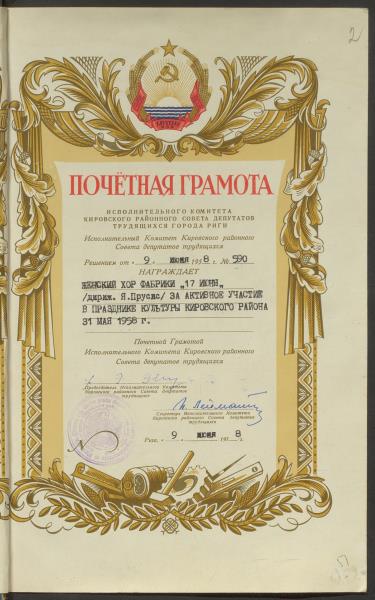 2
ПОЧЁТНАЯ ГРАМОТА
ИСПОЛНИТЕЛЬНОГО КОМИТЕТА
КИРОВСКОГО РАЙОННОГО СОВЕТА ДЕПУТАТОВ
ТРУДЯЩИХСЯ ГОРОДА РИГИ
Исполнительный Комитет Кировского районного
Совета депутатов трудящихся
Решением от « 9 » июня 1958 г. № 590
НАГРАЖДАЕТ
ЖЕНСКИЙ ХОР ФАБРИКИ „17 ИЮНЯ„
/дириж. Я.Прусис/ ЗА АКТИВНОЕ УЧАСТИЕ
В ПРАЗДНИКЕ КУЛЬТУРЫ КИРОВСКОГО РАЙОНА
31 МАЯ 1958 г.
Почетной Грамотой
Исполнительного Комитета Кировского районного
Совета депутатов трудящихся
Председатель Исполнительного Комитета
Кировского районного Совета депутатов
трудящихся
Секретарь Исполнительного Комитета
Кировского районного Совета депутатов
трудящихся
Рига, « 9 » июня 195 8 г.